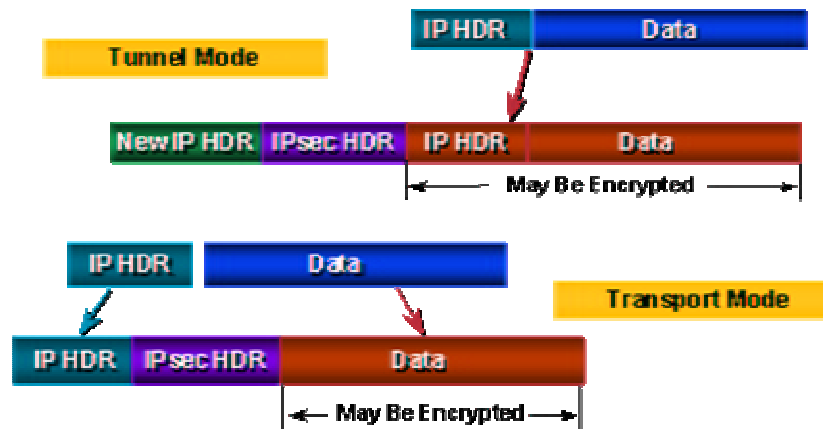 IP HDR Data
Tunnel Mode
New IP HDR IPsec HDR IP HDR Data
May Be Encrypted
IP HDR Data
Transport Mode
IP HDR IPsec HDR Data
May Be Encrypted